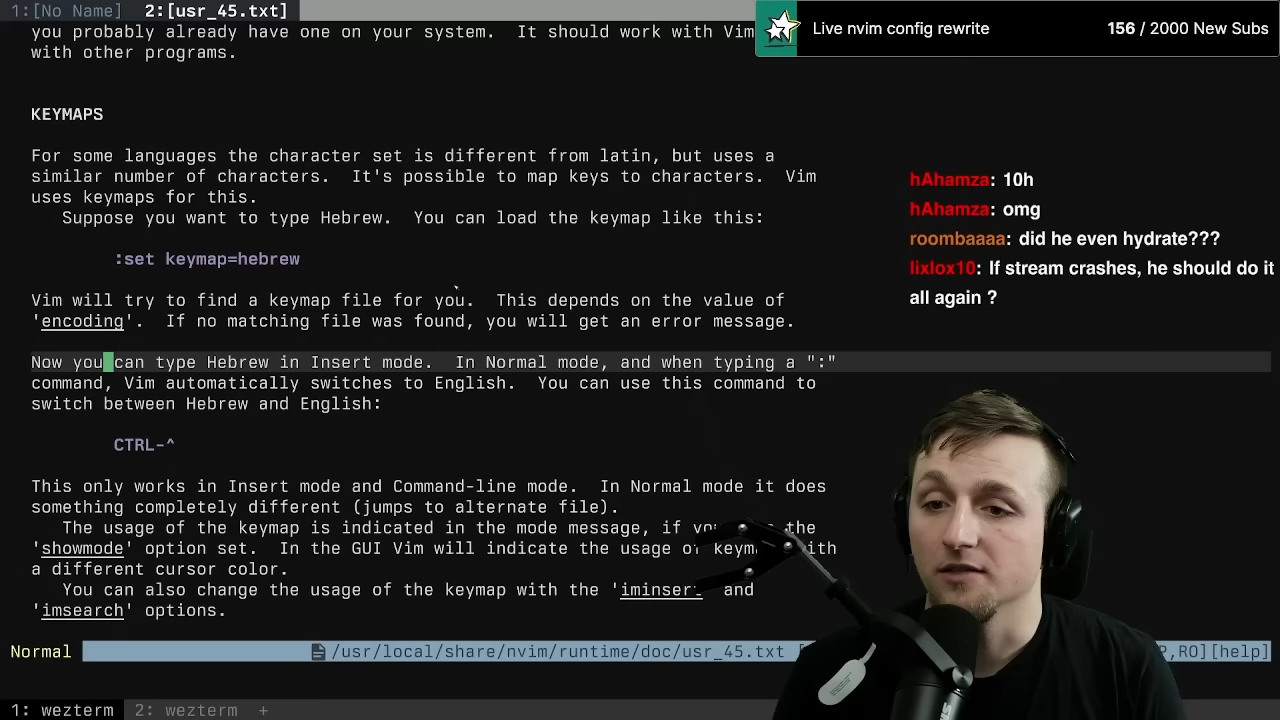 1:[No Name]  2:[usr_45.txt]
Live nvim config rewrite
156 / 2000 New Subs
you probably already have one on your system.  It should work with Vim
with other programs.
KEYMAPS
For some languages the character set is different from latin, but uses a
similar number of characters.  It's possible to map keys to characters.  Vim
uses keymaps for this.
Suppose you want to type Hebrew.  You can load the keymap like this:
:set keymap=hebrew
Vim will try to find a keymap file for you.  This depends on the value of
'encoding'.  If no matching file was found, you will get an error message.
Now you can type Hebrew in Insert mode.  In Normal mode, and when typing a ":"
command, Vim automatically switches to English.  You can use this command to
switch between Hebrew and English:
CTRL-^
This only works in Insert mode and Command-line mode.  In Normal mode it does
something completely different (jumps to alternate file).
The usage of the keymap is indicated in the mode message, if you the
'showmode' option set.  In the GUI Vim will indicate the usage of with
a different cursor color.
You can also change the usage of the keymap with the 'iminsert' and
'imsearch' options.
hAhamza: 10h
hAhamza: omg
roombaaaa: did he even hydrate???
lixlox10: If stream crashes, he should do it
all again ?
Normal
/usr/local/share/nvim/runtime/doc/usr_45.txt
,RO][help]
1: wezterm  2: wezterm  +